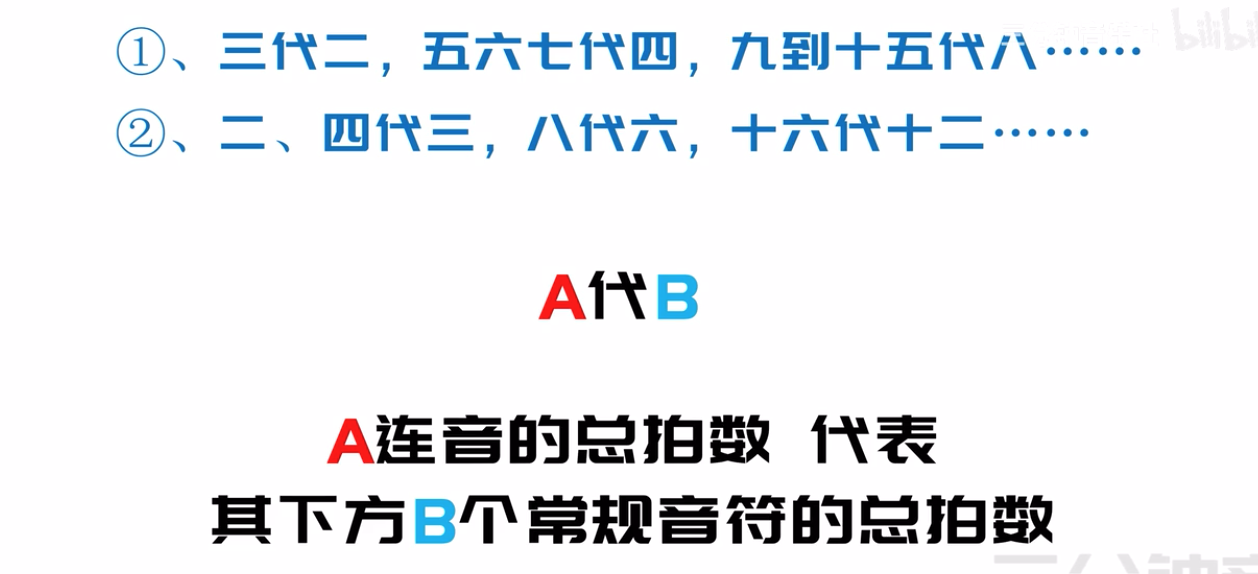 ①、三代二，五六七代四，九到十五代八……
②、二、四代三，八代六，十六代十二……
A代B
A连音的总拍数 代表
其下方B个常规音符的总拍数
bilibili